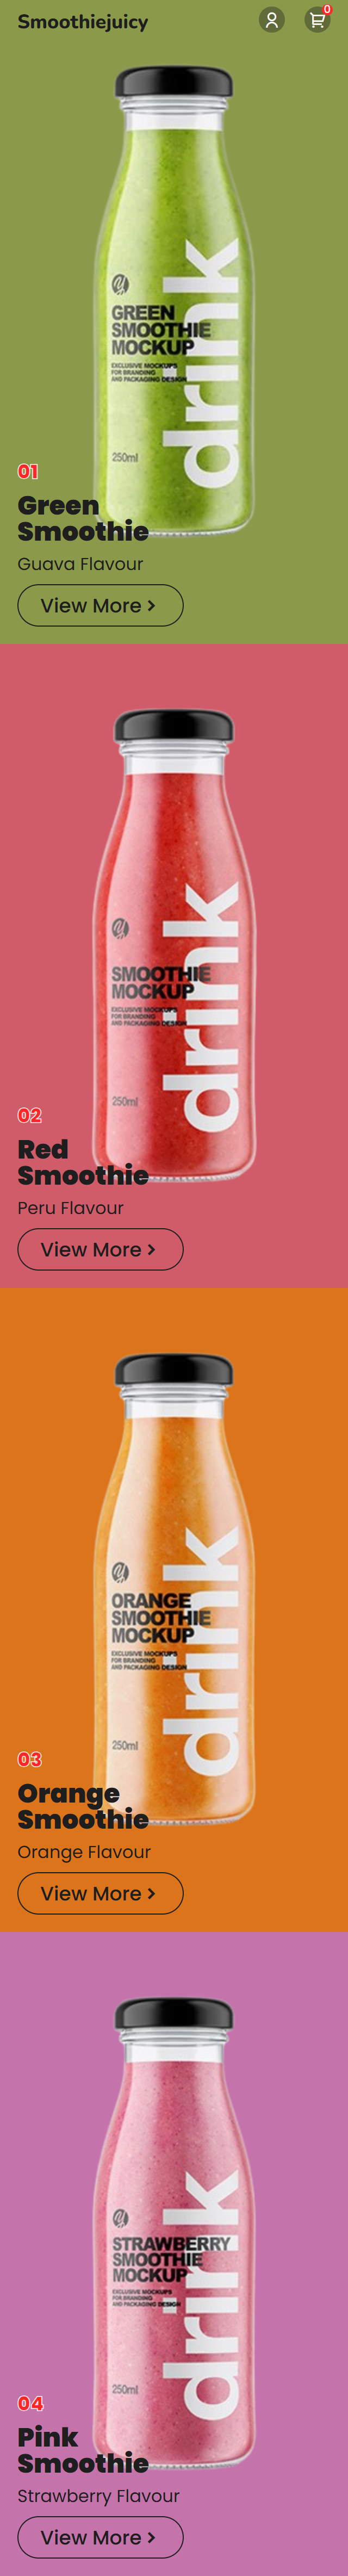 Smoothiejuicy
0
drink
GREEN
SMOOTHIE
MOCKUP
EXCLUSIVE MOCKUPS
FOR BRANDING
AND PACKAGING DESIGN
250ml
01
Green
Smoothie
Guava Flavour
View More >
drink
SMOOTHIE
MOCKUP
EXCLUSIVE MOCKUPS
FOR BRANDING
AND PACKAGING DESIGN
250ml
02
Red
Smoothie
Peru Flavour
View More >
drink
ORANGE
SMOOTHIE
MOCKUP
EXCLUSIVE MOCKUPS
FOR BRANDING
AND PACKAGING DESIGN
250ml
03
Orange
Smoothie
Orange Flavour
View More >
drink
STRAWBERRY
SMOOTHIE
MOCKUP
EXCLUSIVE MOCKUPS
FOR BRANDING
AND PACKAGING DESIGN
250ml
04
Pink
Smoothie
Strawberry Flavour
View More >